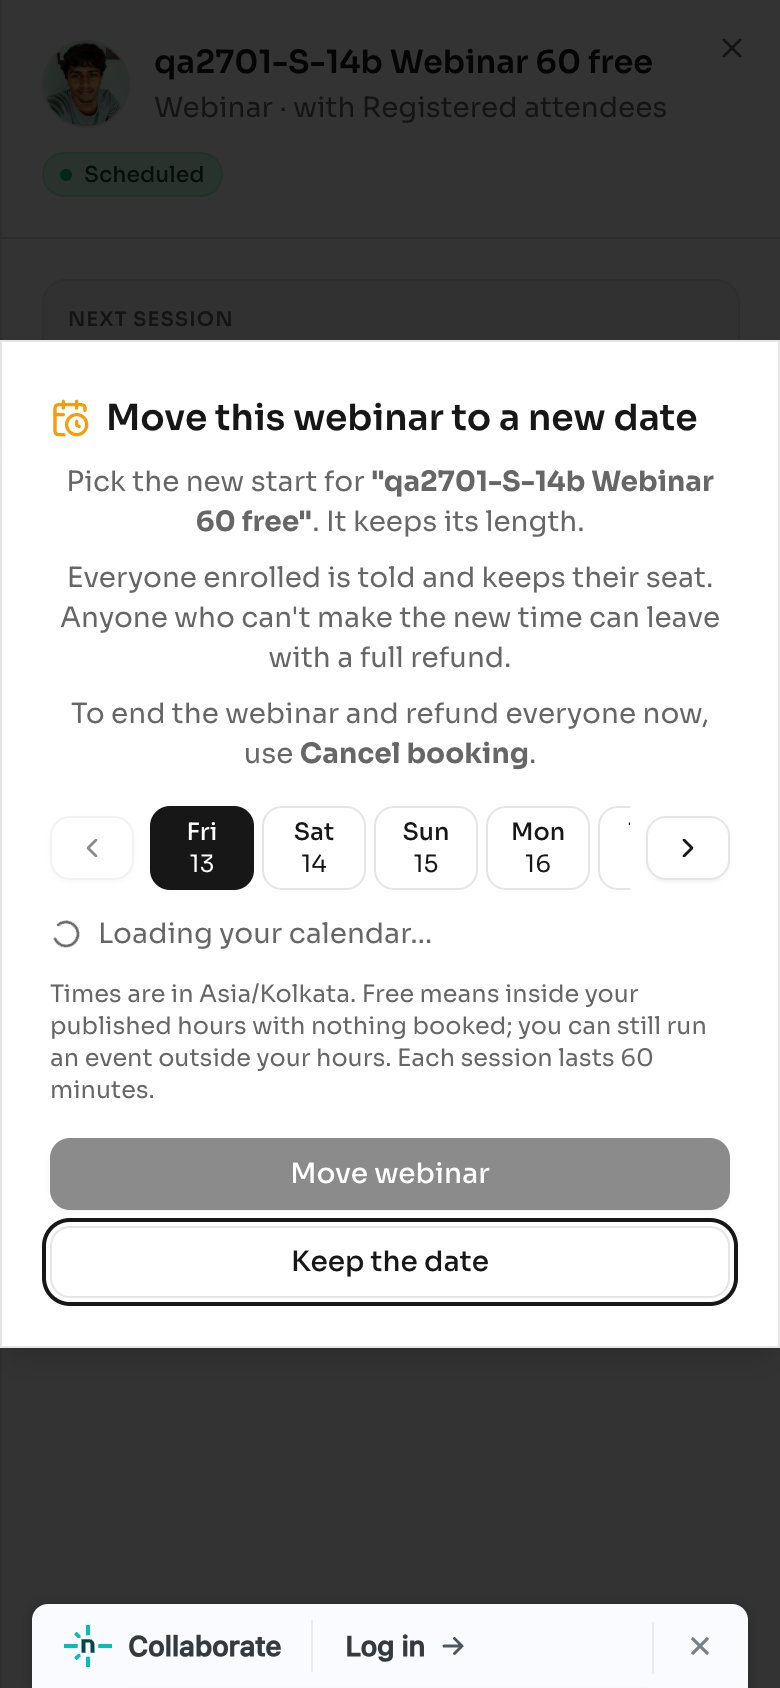 qa2701-S-14b Webinar 60 free
Webinar · with Registered attendees
Scheduled
NEXT SESSION
Move this webinar to a new date
Pick the new start for "qa2701-S-14b Webinar
60 free". It keeps its length.
Everyone enrolled is told and keeps their seat.
Anyone who can't make the new time can leave
with a full refund.
To end the webinar and refund everyone now,
use Cancel booking.
Fri
13
Sat
14
Sun
15
Mon
16
Loading your calendar...
Times are in Asia/Kolkata. Free means inside your
published hours with nothing booked; you can still run
an event outside your hours. Each session lasts 60
minutes.
Move webinar
Keep the date
n Collaborate
Log in →